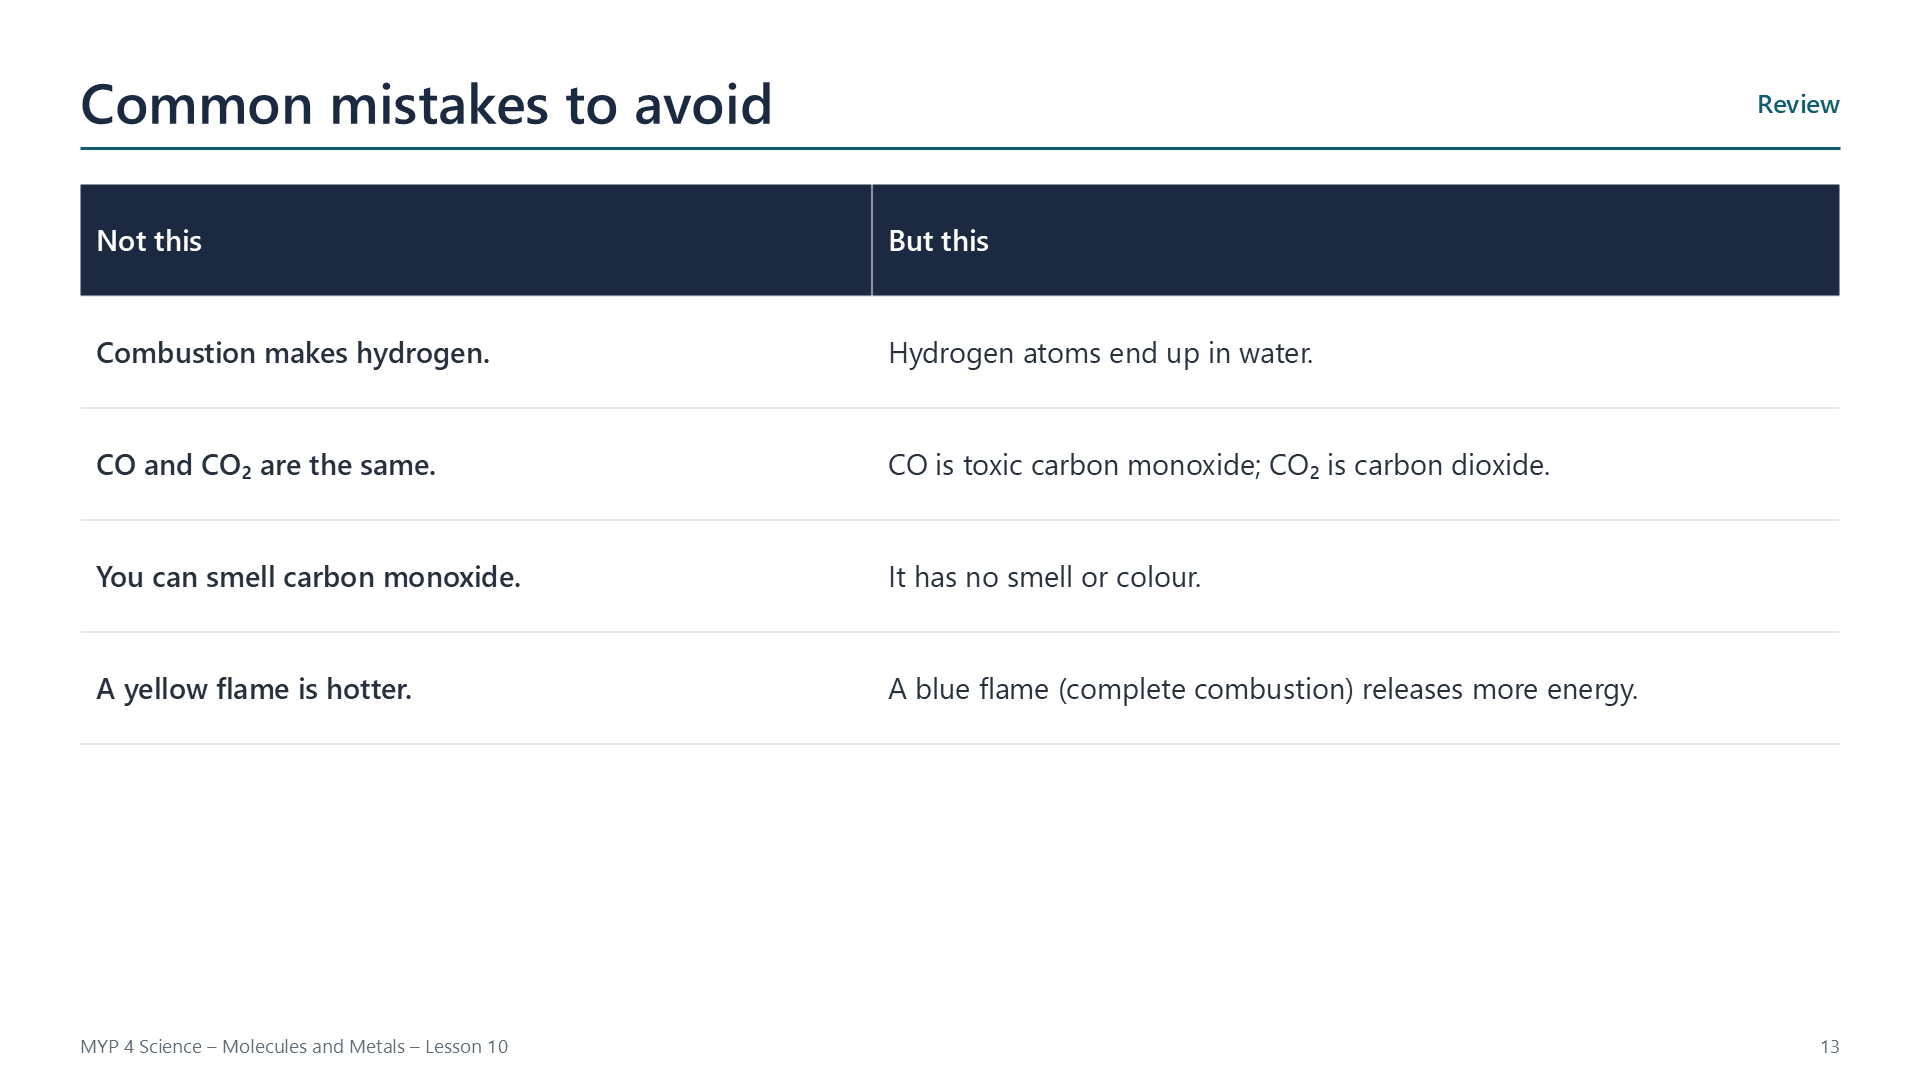 Common mistakes to avoid
Review
Not this
But this
Combustion makes hydrogen.
Hydrogen atoms end up in water.
CO and CO₂ are the same.
CO is toxic carbon monoxide; CO₂ is carbon dioxide.
You can smell carbon monoxide.
It has no smell or colour.
A yellow flame is hotter.
A blue flame (complete combustion) releases more energy.
MYP 4 Science – Molecules and Metals – Lesson 10
13